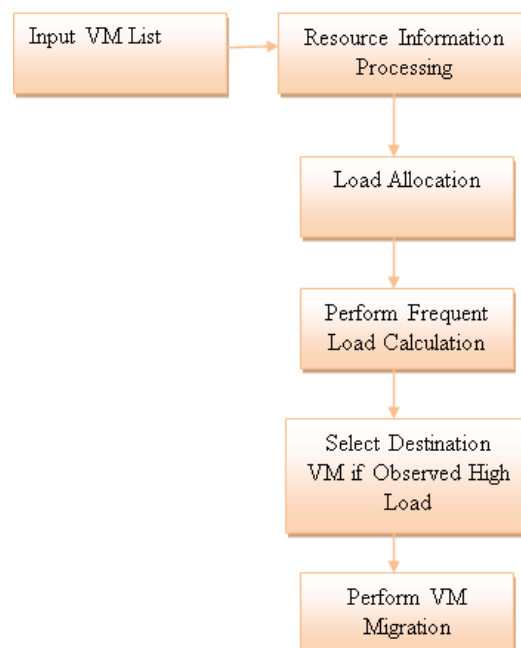 Input VM List
Resource Information
Processing
Load Allocation
Perform Frequent
Load Calculation
Select Destination
VM if Observed High
Load
Perform VM
Migration